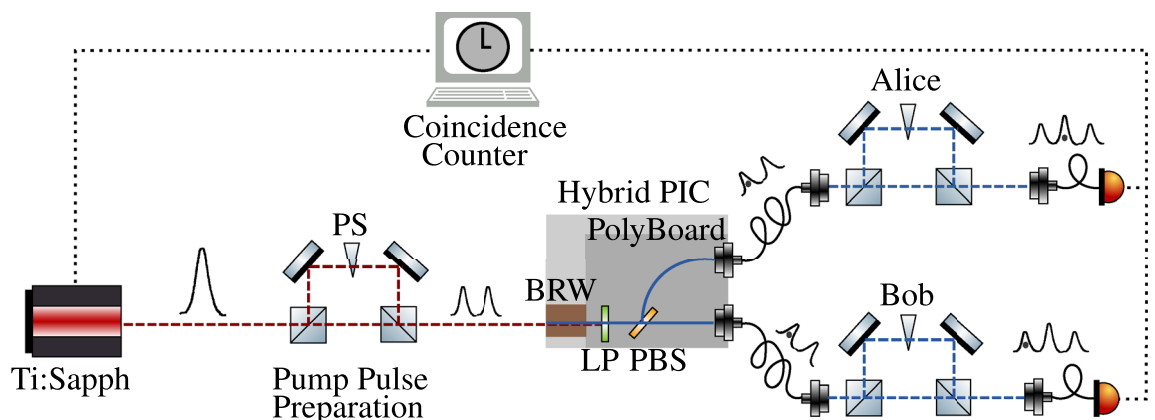 Coincidence
Counter
Alice
Hybrid PIC
PolyBoard
PS
BRW
Bob
LP PBS
Ti:Sapph
Pump Pulse
Preparation